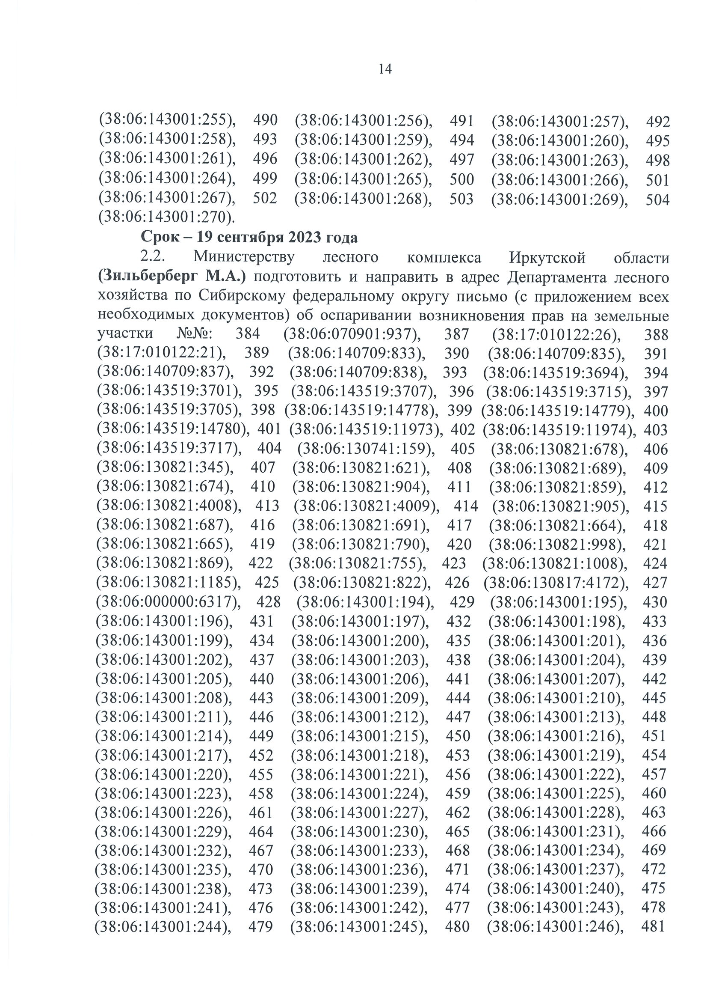 14
(38:06:143001:255), 490 (38:06:143001:256), 491 (38:06:143001:257), 492
(38:06:143001:258), 493 (38:06:143001:259), 494 (38:06:143001:260), 495
(38:06:143001:261), 496 (38:06:143001:262), 497 (38:06:143001:263), 498
(38:06:143001:264), 499 (38:06:143001:265), 500 (38:06:143001:266), 501
(38:06:143001:267), 502 (38:06:143001:268), 503 (38:06:143001:269), 504
(38:06:143001:270).
Срок – 19 сентября 2023 года
2.2. Министерству лесного комплекса Иркутской области
(Зильберберг М.А.) подготовить и направить в адрес Департамента лесного
хозяйства по Сибирскому федеральному округу письмо (с приложением всех
необходимых документов) об оспаривании возникновения прав на земельные
участки №№: 384 (38:06:070901:937), 387 (38:17:010122:26), 388
(38:17:010122:21), 389 (38:06:140709:833), 390 (38:06:140709:835), 391
(38:06:140709:837), 392 (38:06:140709:838), 393 (38:06:143519:3694), 394
(38:06:143519:3701), 395 (38:06:143519:3707), 396 (38:06:143519:3715), 397
(38:06:143519:3705), 398 (38:06:143519:14778), 399 (38:06:143519:14779), 400
(38:06:143519:14780), 401 (38:06:143519:11973), 402 (38:06:143519:11974), 403
(38:06:143519:3717), 404 (38:06:130741:159), 405 (38:06:130821:678), 406
(38:06:130821:345), 407 (38:06:130821:621), 408 (38:06:130821:689), 409
(38:06:130821:674), 410 (38:06:130821:904), 411 (38:06:130821:859), 412
(38:06:130821:4008), 413 (38:06:130821:4009), 414 (38:06:130821:905), 415
(38:06:130821:687), 416 (38:06:130821:691), 417 (38:06:130821:664), 418
(38:06:130821:665), 419 (38:06:130821:790), 420 (38:06:130821:998), 421
(38:06:130821:869), 422 (38:06:130821:755), 423 (38:06:130821:1008), 424
(38:06:130821:1185), 425 (38:06:130821:822), 426 (38:06:130817:4172), 427
(38:06:000000:6317), 428 (38:06:143001:194), 429 (38:06:143001:195), 430
(38:06:143001:196), 431 (38:06:143001:197), 432 (38:06:143001:198), 433
(38:06:143001:199), 434 (38:06:143001:200), 435 (38:06:143001:201), 436
(38:06:143001:202), 437 (38:06:143001:203), 438 (38:06:143001:204), 439
(38:06:143001:205), 440 (38:06:143001:206), 441 (38:06:143001:207), 442
(38:06:143001:208), 443 (38:06:143001:209), 444 (38:06:143001:210), 445
(38:06:143001:211), 446 (38:06:143001:212), 447 (38:06:143001:213), 448
(38:06:143001:214), 449 (38:06:143001:215), 450 (38:06:143001:216), 451
(38:06:143001:217), 452 (38:06:143001:218), 453 (38:06:143001:219), 454
(38:06:143001:220), 455 (38:06:143001:221), 456 (38:06:143001:222), 457
(38:06:143001:223), 458 (38:06:143001:224), 459 (38:06:143001:225), 460
(38:06:143001:226), 461 (38:06:143001:227), 462 (38:06:143001:228), 463
(38:06:143001:229), 464 (38:06:143001:230), 465 (38:06:143001:231), 466
(38:06:143001:232), 467 (38:06:143001:233), 468 (38:06:143001:234), 469
(38:06:143001:235), 470 (38:06:143001:236), 471 (38:06:143001:237), 472
(38:06:143001:238), 473 (38:06:143001:239), 474 (38:06:143001:240), 475
(38:06:143001:241), 476 (38:06:143001:242), 477 (38:06:143001:243), 478
(38:06:143001:244), 479 (38:06:143001:245), 480 (38:06:143001:246), 481